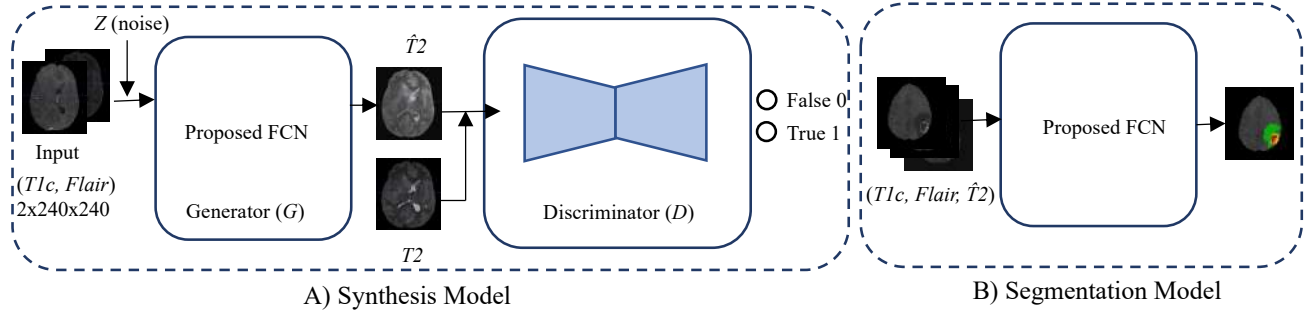 Z (noise)
Input
(T1c, Flair)
2x240x240
Proposed FCN
Generator (G)
T̂2
T2
Discriminator (D)
False 0
True 1
A) Synthesis Model
(T1c, Flair, T̂2)
Proposed FCN
B) Segmentation Model